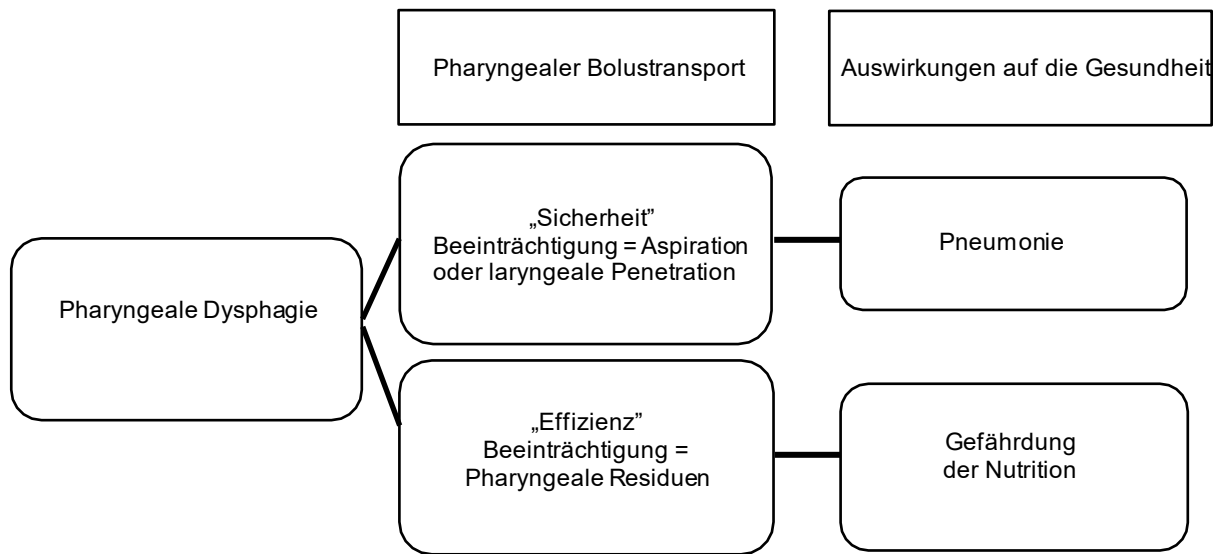 Pharyngealer Bolustransport
Auswirkungen auf die Gesundheit
Pharyngeale Dysphagie
„Sicherheit”
Beeinträchtigung = Aspiration
oder laryngeale Penetration
Pneumonie
„Effizienz”
Beeinträchtigung =
Pharyngeale Residuen
Gefährdung
der Nutrition